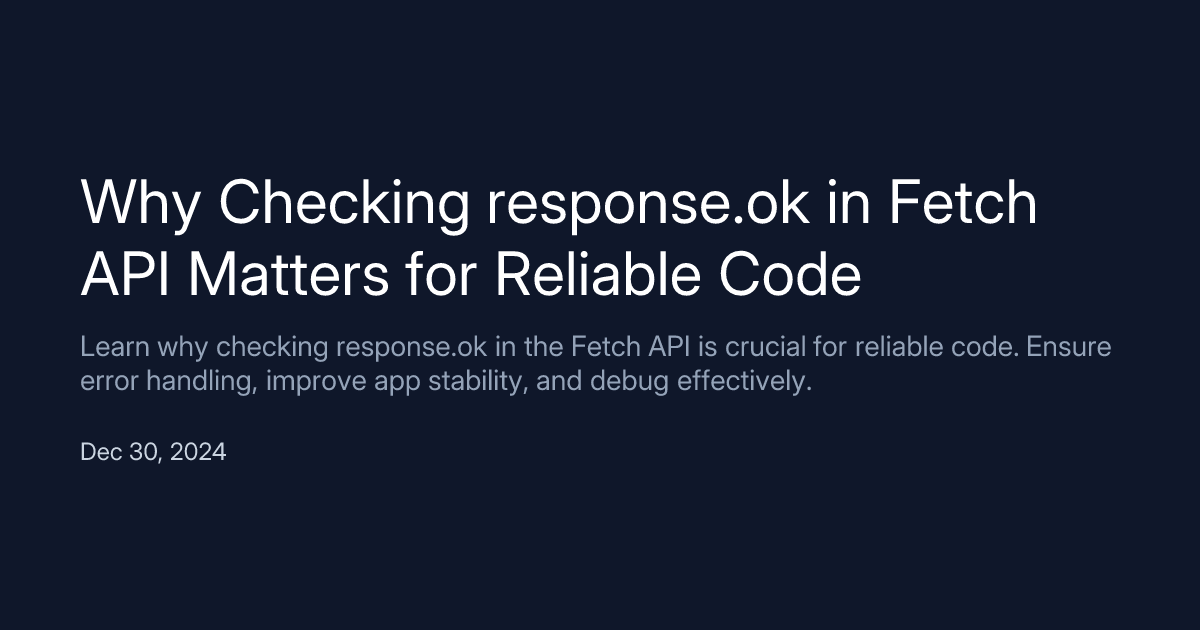 Why Checking response.ok in Fetch
API Matters for Reliable Code
Learn why checking response.ok in the Fetch API is crucial for reliable code. Ensure
error handling, improve app stability, and debug effectively.
Dec 30, 2024